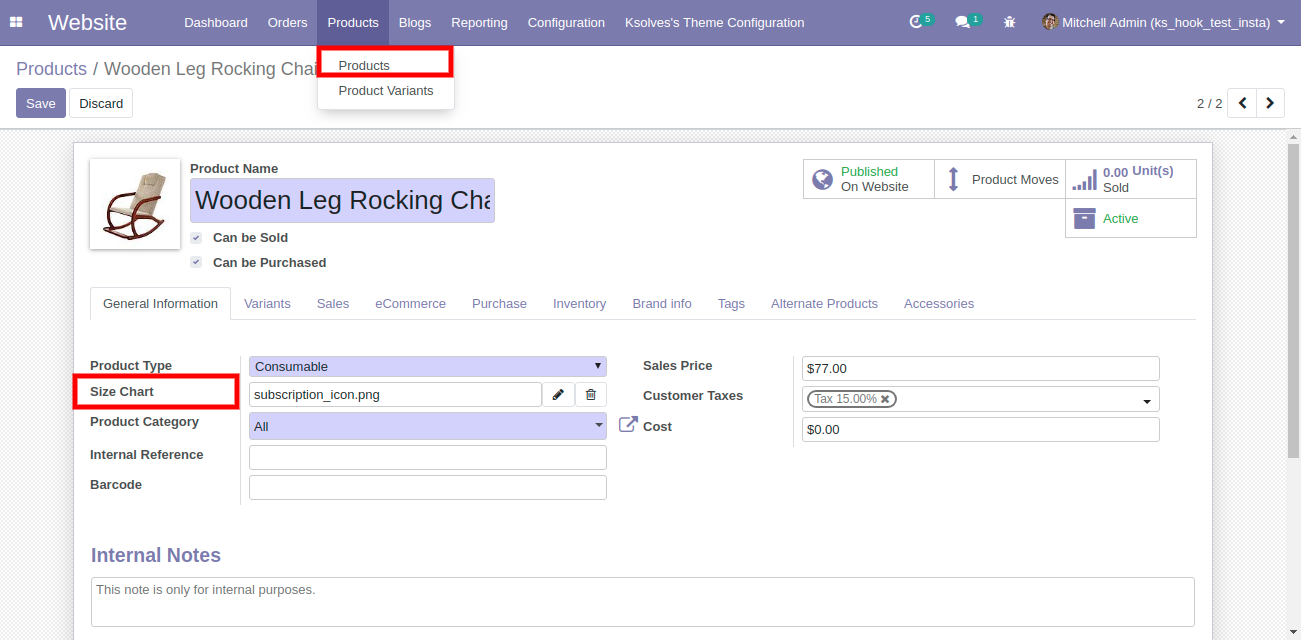 Website Dashboard Orders Products Blogs Reporting Configuration Ksolves's Theme Configuration 5 1 Mitchell Admin (ks_hook_test_insta)
Products / Wooden Leg Rocking Chai
Products
Product Variants
Save Discard
2 / 2
Product Name
Wooden Leg Rocking Cha
Can be Sold
Can be Purchased
Published
On Website
Product Moves
0.00 Unit(s)
Sold
Active
General Information Variants Sales eCommerce Purchase Inventory Brand info Tags Alternate Products Accessories
Product Type Consumable
Size Chart subscription_icon.png
Product Category All
Internal Reference
Barcode
Sales Price $77.00
Customer Taxes Tax 15.00%
Cost $0.00
Internal Notes
This note is only for internal purposes.